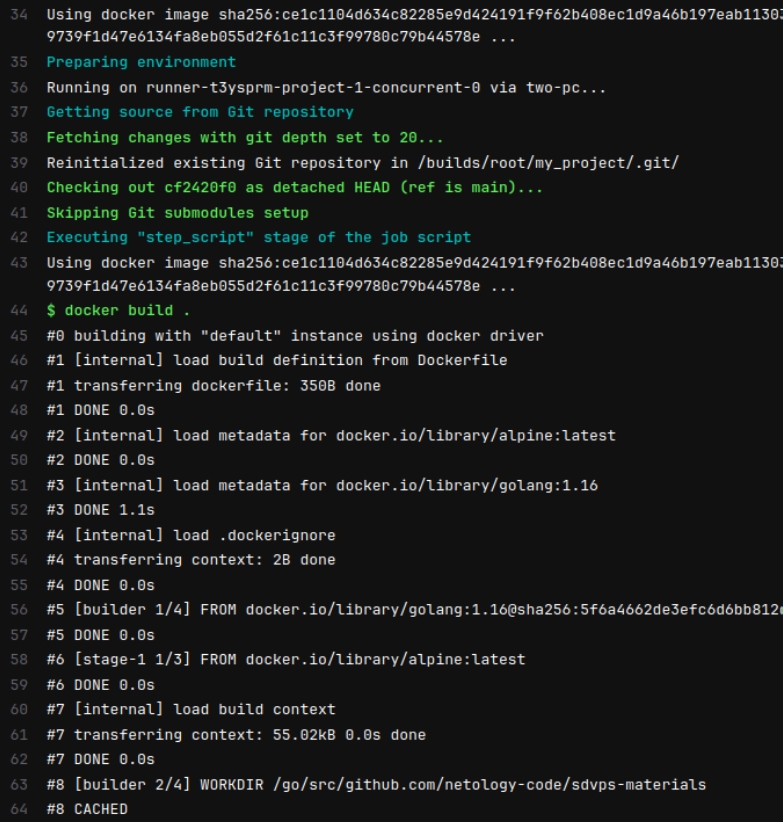 34 Using docker image sha256:ce1c1104d634c82285e9d424191f9f62b408ec1d9a46b197eab11303
9739f1d47e6134fa8eb055d2f61c11c3f99780c79b44578e ...
35 Preparing environment
36 Running on runner-t3ysprm-project-1-concurrent-0 via two-pc...
37 Getting source from Git repository
38 Fetching changes with git depth set to 20...
39 Reinitialized existing Git repository in /builds/root/my_project/.git/
40 Checking out cf2420f0 as detached HEAD (ref is main)...
41 Skipping Git submodules setup
42 Executing "step_script" stage of the job script
43 Using docker image sha256:ce1c1104d634c82285e9d424191f9f62b408ec1d9a46b197eab11303
9739f1d47e6134fa8eb055d2f61c11c3f99780c79b44578e ...
44 $ docker build .
45 #0 building with "default" instance using docker driver
46 #1 [internal] load build definition from Dockerfile
47 #1 transferring dockerfile: 350B done
48 #1 DONE 0.0s
49 #2 [internal] load metadata for docker.io/library/alpine:latest
50 #2 DONE 0.0s
51 #3 [internal] load metadata for docker.io/library/golang:1.16
52 #3 DONE 1.1s
53 #4 [internal] load .dockerignore
54 #4 transferring context: 2B done
55 #4 DONE 0.0s
56 #5 [builder 1/4] FROM docker.io/library/golang:1.16@sha256:5f6a4662de3efc6d6bb812
57 #5 DONE 0.0s
58 #6 [stage-1 1/3] FROM docker.io/library/alpine:latest
59 #6 DONE 0.0s
60 #7 [internal] load build context
61 #7 transferring context: 55.02kB 0.0s done
62 #7 DONE 0.0s
63 #8 [builder 2/4] WORKDIR /go/src/github.com/netology-code/sdvps-materials
64 #8 CACHED